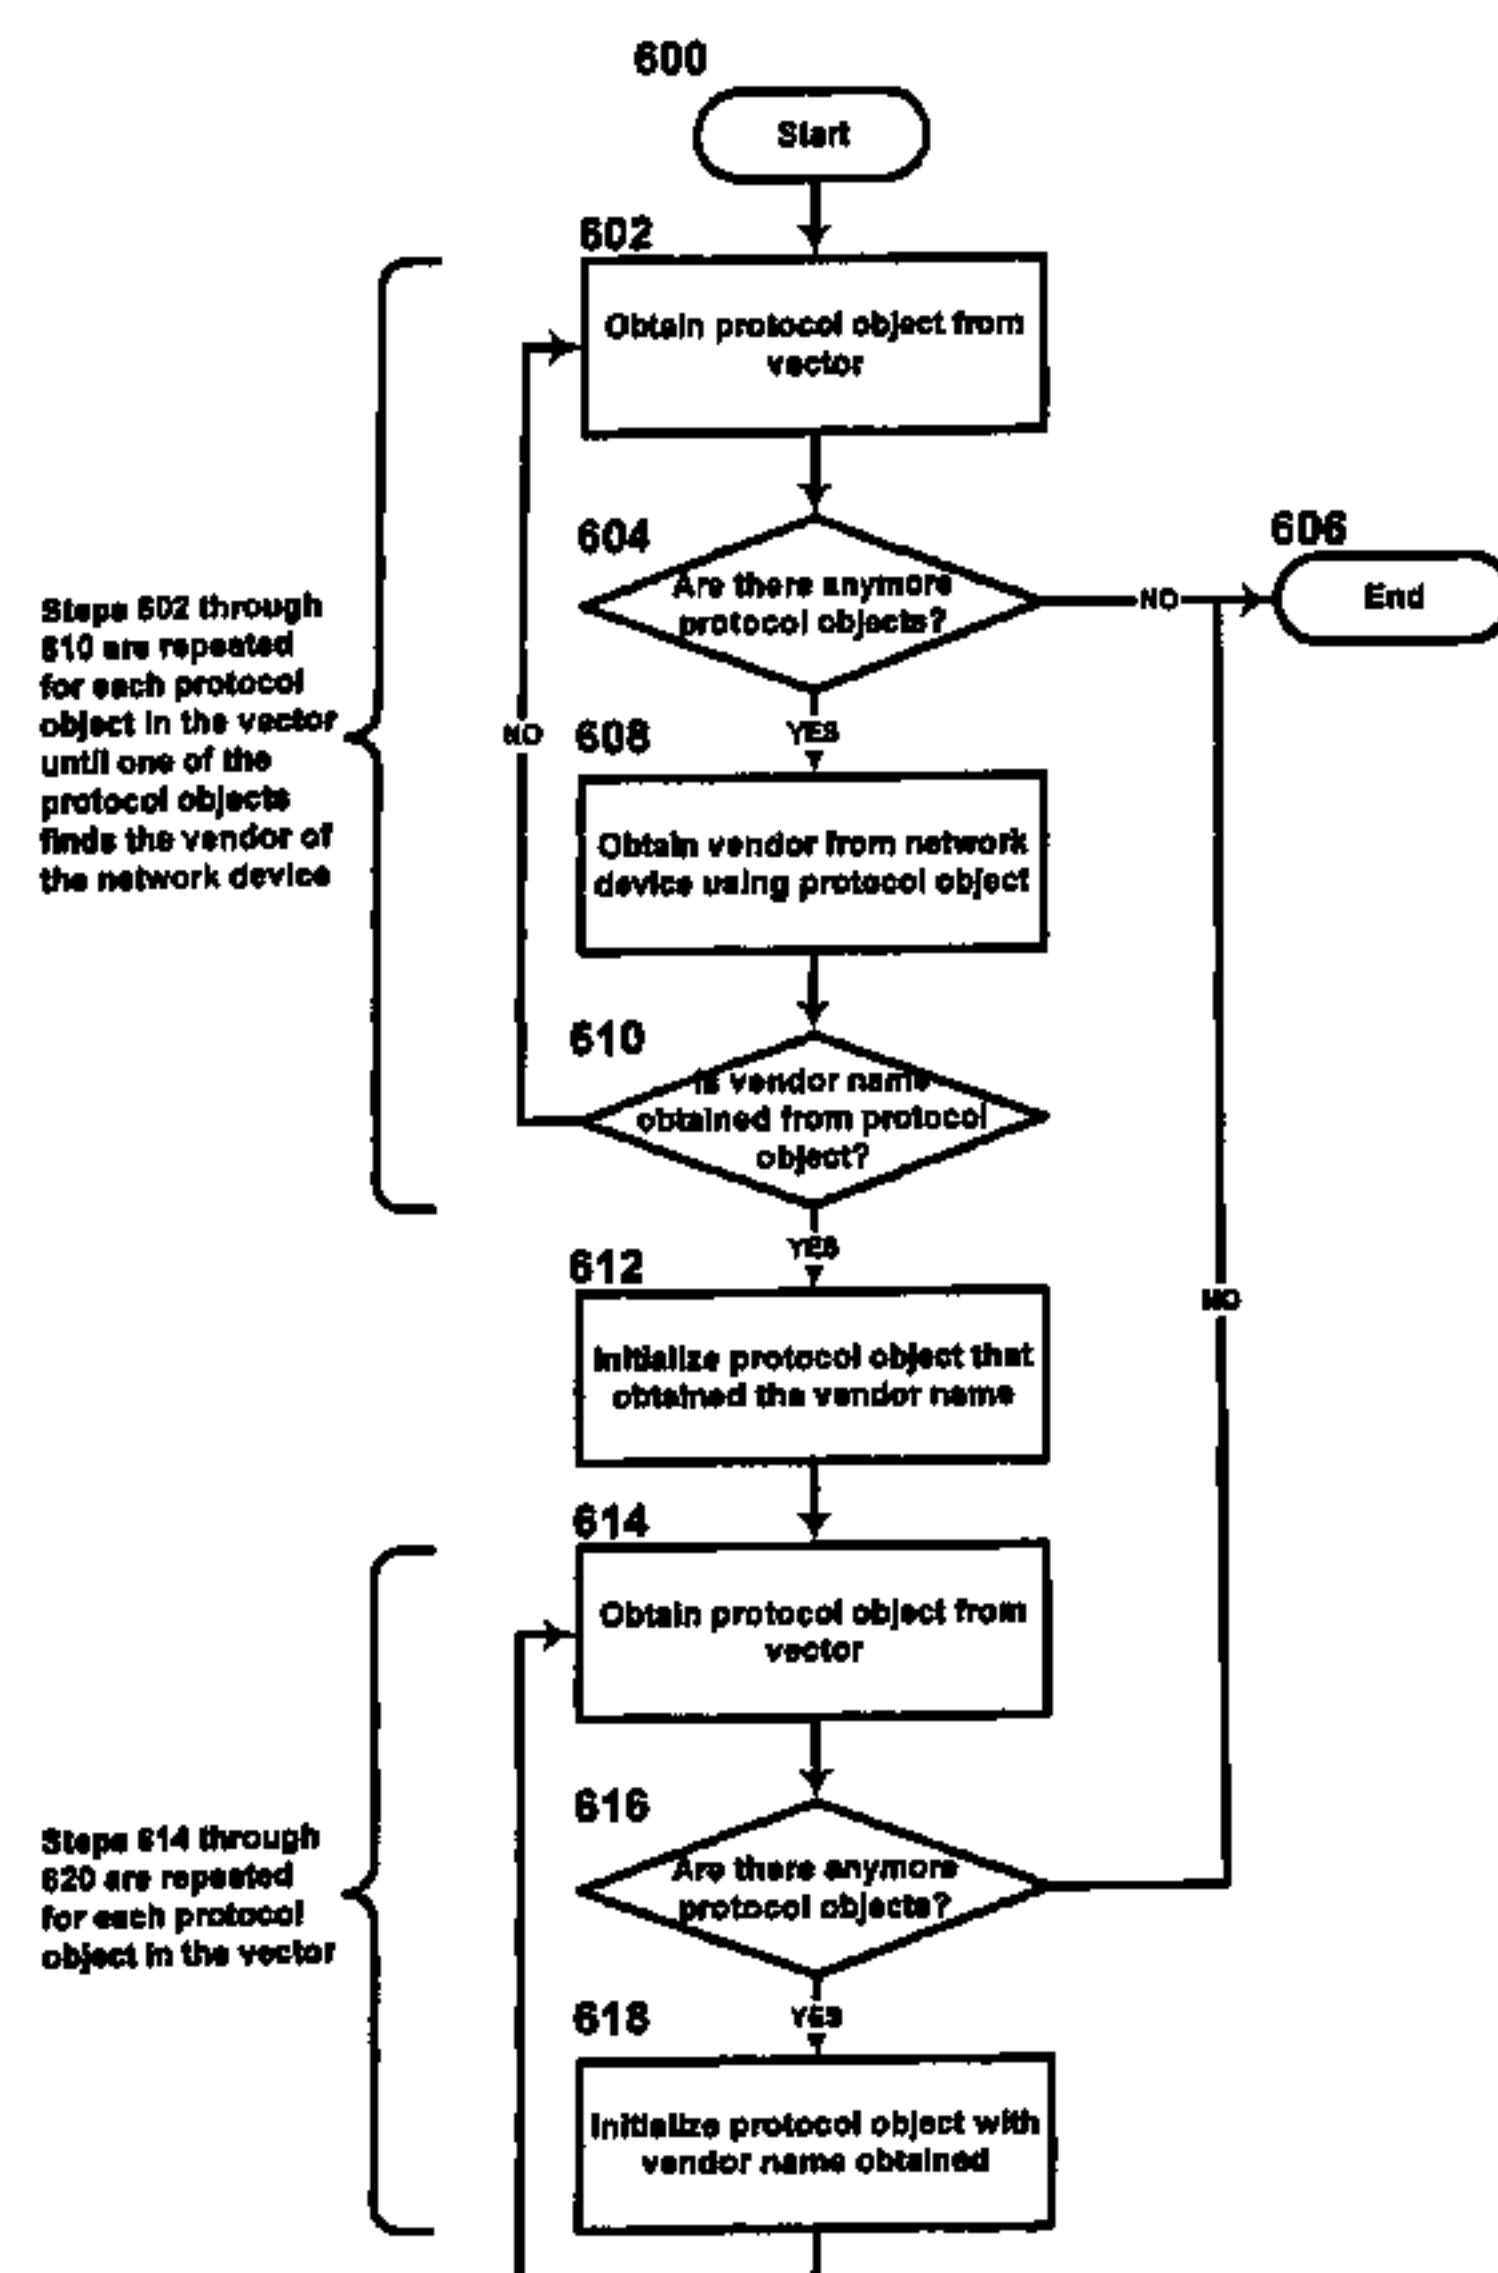 600
Start
602
Obtain protocol object from
vector
604
Are there anymore
protocol objects?
NO
606
End
Steps 602 through
610 are repeated
for each protocol
object in the vector
until one of the
protocol objects
finds the vendor of
the network device
NO
YES
608
Obtain vendor from network
device using protocol object
610
Is vendor name
obtained from protocol
object?
YES
612
Initialize protocol object that
obtained the vendor name
NO
614
Obtain protocol object from
vector
616
Are there anymore
protocol objects?
Steps 614 through
620 are repeated
for each protocol
object in the vector
YES
618
Initialize protocol object with
vendor name obtained